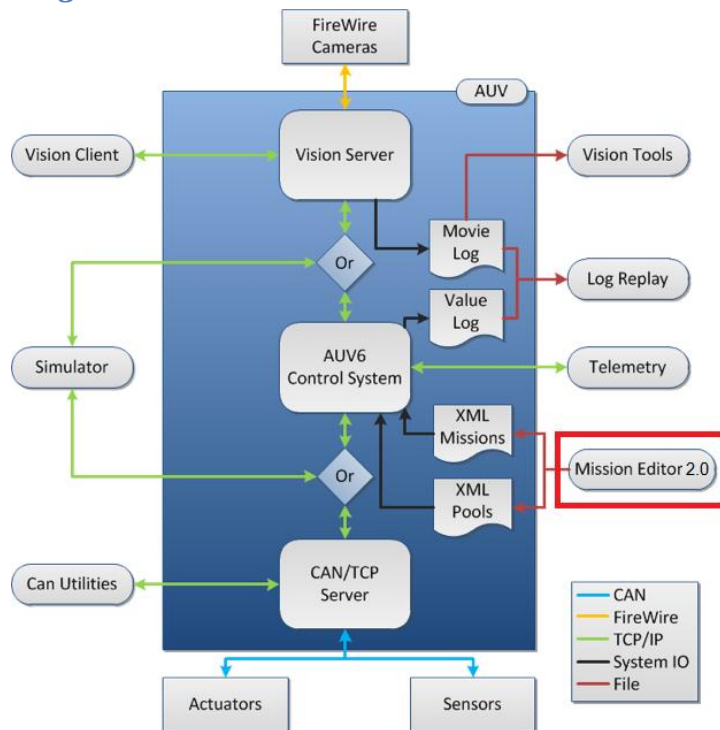 FireWire
Cameras
AUV
Vision Client
Vision Server
Vision Tools
Movie
Log
Or
Value
Log
Log Replay
Simulator
AUV6
Control System
Telemetry
XML
Missions
Or
Mission Editor 2.0
XML
Pools
Can Utilities
CAN/TCP
Server
CAN
FireWire
TCP/IP
System IO
File
Actuators
Sensors